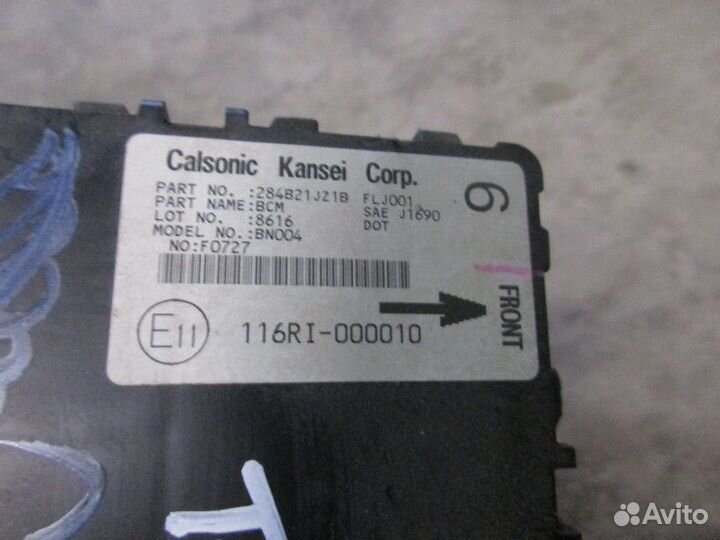 Calsonic Kansei Corp.
PART NO. :284B21JZ1B FLJ001
PART NAME:BCM SAE J1690
LOT NO. :8616 DOT
MODEL NO.:BN004
NO:F0727
6
E11
116RI-000010
FRONT
Avito